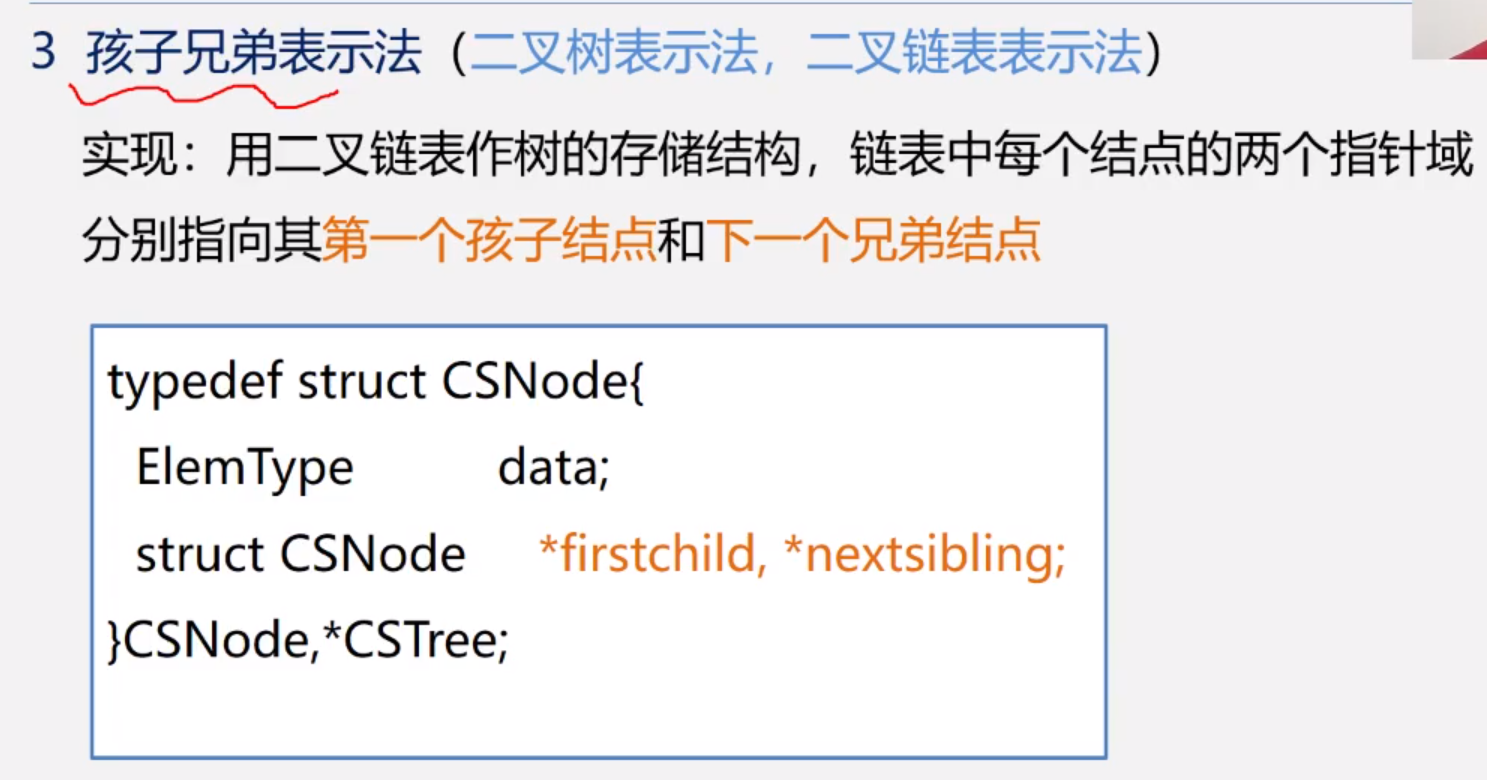 3 孩子兄弟表示法（二叉树表示法，二叉链表表示法）
实现：用二叉链表作树的存储结构，链表中每个结点的两个指针域
分别指向其第一个孩子结点和下一个兄弟结点
typedef struct CSNode{
ElemType data;
struct CSNode *firstchild, *nextsibling;
}CSNode,*CSTree;